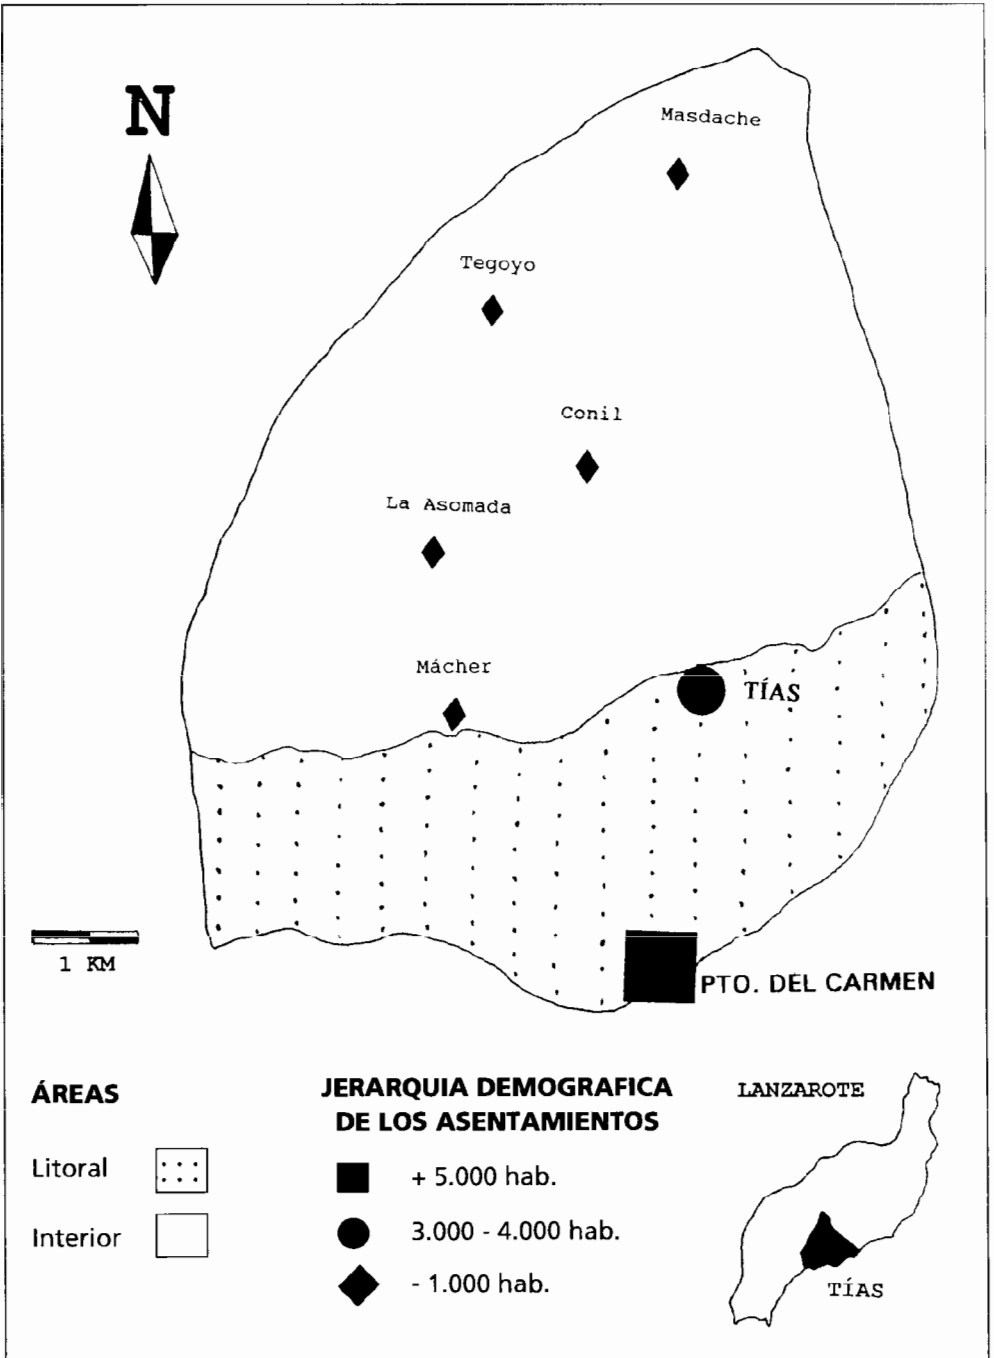 N
Masdache
Tegoyo
Conil
La Asomada
Mácher
TÍAS
1 KM
PTO. DEL CARMEN
ÁREAS
Litoral
Interior
JERARQUIA DEMOGRAFICA
DE LOS ASENTAMIENTOS
+ 5.000 hab.
3.000 - 4.000 hab.
- 1.000 hab.
LANZAROTE
TÍAS